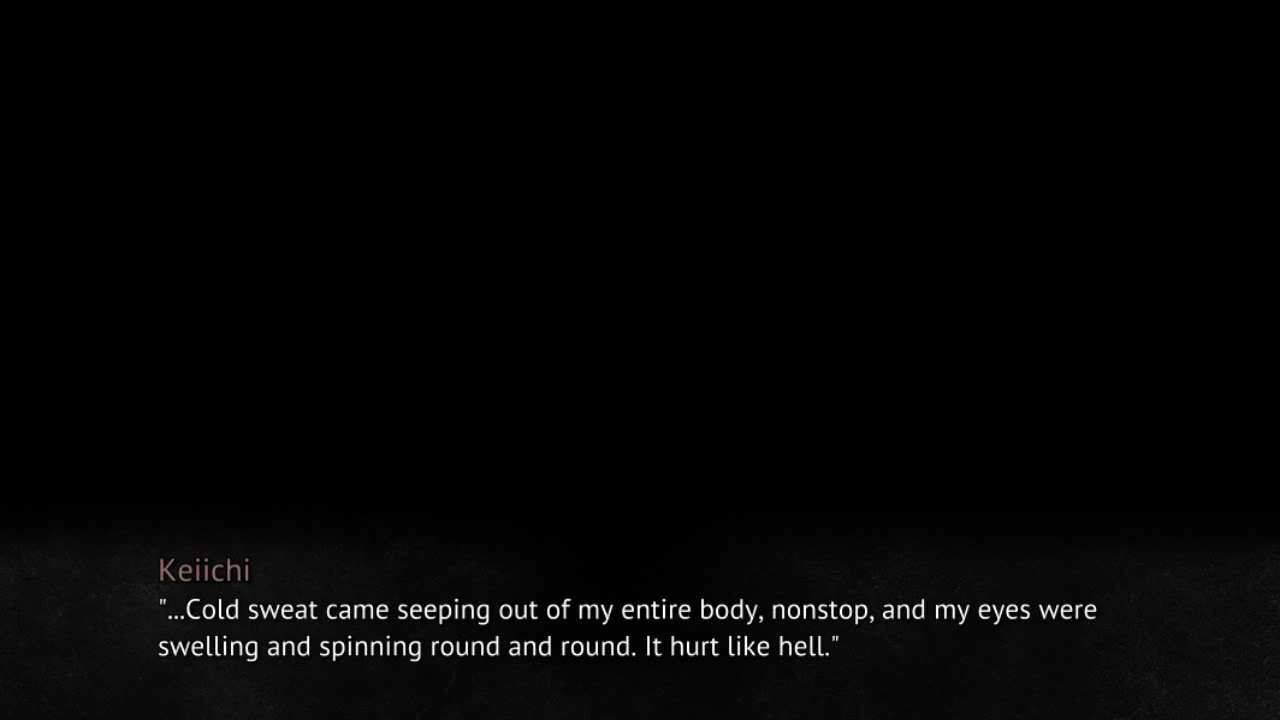 Keiichi
"...Cold sweat came seeping out of my entire body, nonstop, and my eyes were
swelling and spinning round and round. It hurt like hell."